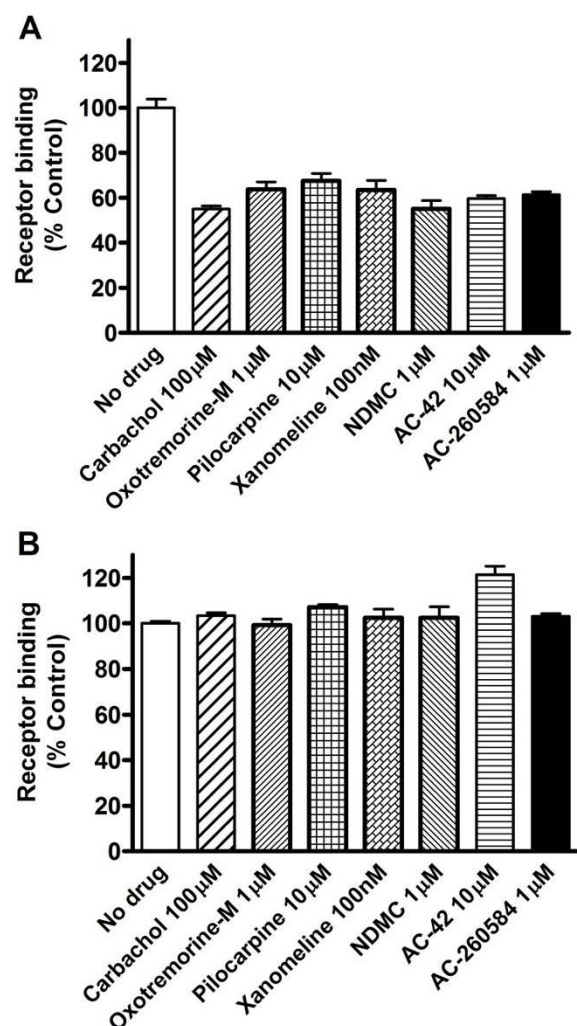 A
Receptor binding
(% Control)
120
100
80
60
40
20
0
No drug
Carbachol 100µM
Oxotremorine-M 1µM
Pilocarpine 10µM
Xanomeline 100nM
NDMC 1µM
AC-42 10µM
AC-260584 1µM
B
Receptor binding
(% Control)
120
100
80
60
40
20
0
No drug
Carbachol 100µM
Oxotremorine-M 1µM
Pilocarpine 10µM
Xanomeline 100nM
NDMC 1µM
AC-42 10µM
AC-260584 1µM